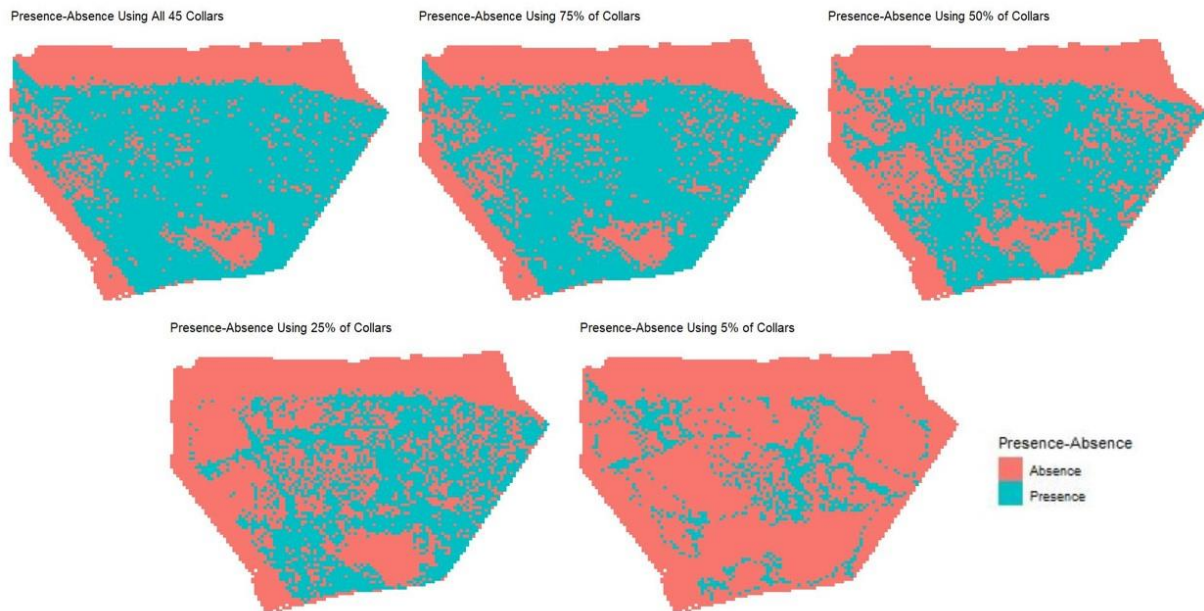 Presence-Absence Using All 45 Collars
Presence-Absence Using 75% of Collars
Presence-Absence Using 50% of Collars
Presence-Absence Using 25% of Collars
Presence-Absence Using 5% of Collars
Presence-Absence
Absence
Presence